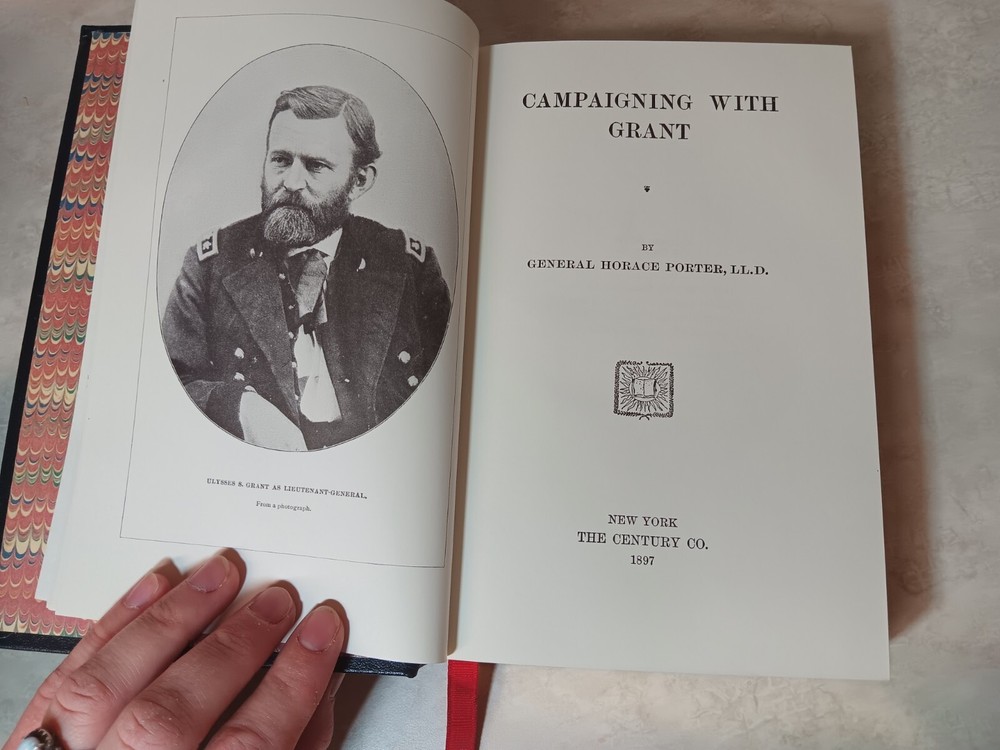 ULYSSES S. GRANT AS LIEUTENANT-GENERAL.
From a photograph.
CAMPAIGNING WITH
GRANT
BY
GENERAL HORACE PORTER, LL.D.
NEW YORK
THE CENTURY CO.
1897